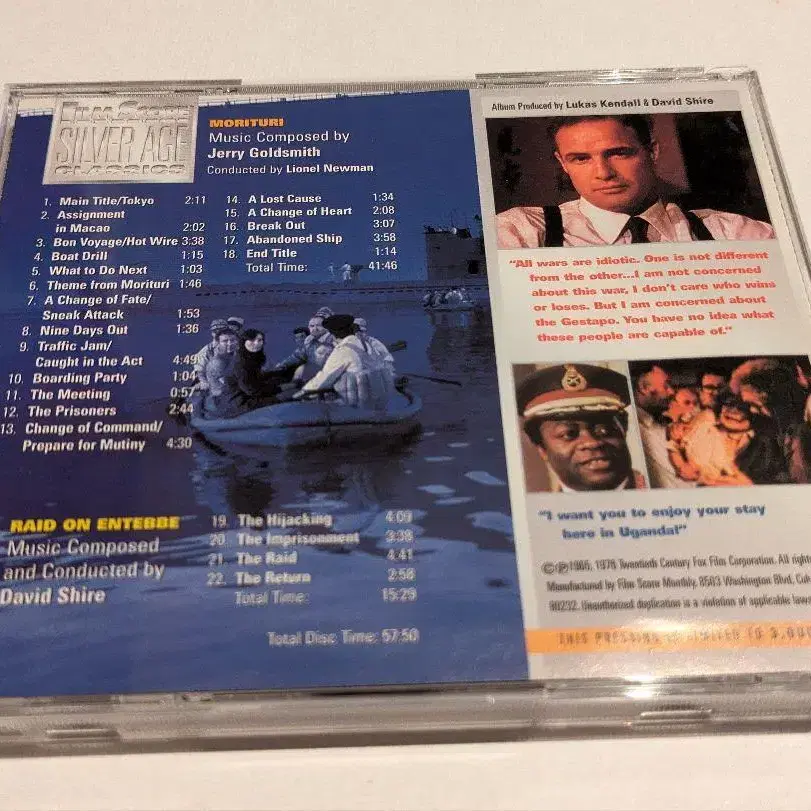 FILM SCORE
SILVER AGE
CLASSICS
MORITURI
Music Composed by
Jerry Goldsmith
Conducted by Lionel Newman
1. Main Title/Tokyo 2:11
2. Assignment
in Macao 2:02
3. Bon Voyage/Hot Wire 3:38
4. Boat Drill 1:15
5. What to Do Next 1:03
6. Theme from Morituri 1:46
7. A Change of Fate/
Sneak Attack 1:53
8. Nine Days Out 1:36
9. Traffic Jam/
Caught in the Act 4:49
10. Boarding Party 1:04
11. The Meeting 0:57
12. The Prisoners 2:44
13. Change of Command/
Prepare for Mutiny 4:30
14. A Lost Cause 1:34
15. A Change of Heart 2:08
16. Break Out 3:07
17. Abandoned Ship 3:58
18. End Title 1:14
Total Time: 41:46
RAID ON ENTEBBE
Music Composed
and Conducted by
David Shire
19. The Hijacking 4:09
20. The Imprisonment 3:38
21. The Raid 4:41
22. The Return 2:58
Total Time: 15:29
Total Disc Time: 57:50
Album Produced by Lukas Kendall & David Shire
"All wars are idiotic. One is not different
from the other...I am not concerned
about this war, I don't care who wins
or loses. But I am concerned about
the Gestapo. You have no idea what
these people are capable of."
"I want you to enjoy your stay
here in Uganda!"
©℗1965, 1976 Twentieth Century Fox Film Corporation. All rights
Manufactured by Film Score Monthly, 8503 Washington Blvd, Cul
90232. Unauthorized duplication is a violation of applicable laws
THIS PRESSING IS LIMITED TO 3,000